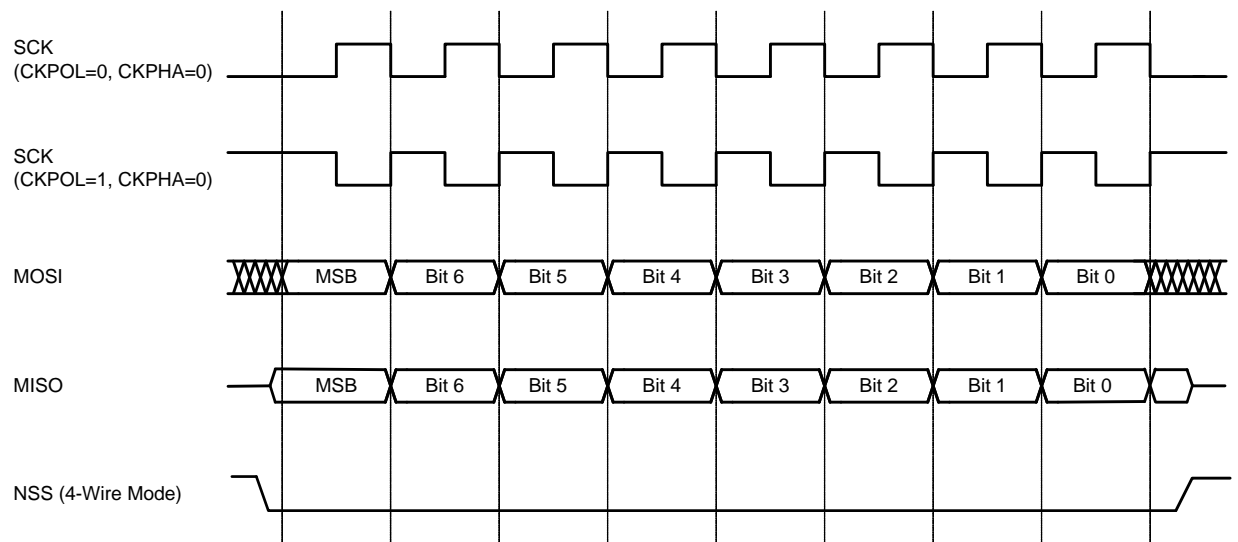 SCK
(CKPOL=0, CKPHA=0)
SCK
(CKPOL=1, CKPHA=0)
MOSI
MSB Bit 6 Bit 5 Bit 4 Bit 3 Bit 2 Bit 1 Bit 0
MISO
MSB Bit 6 Bit 5 Bit 4 Bit 3 Bit 2 Bit 1 Bit 0
NSS (4-Wire Mode)